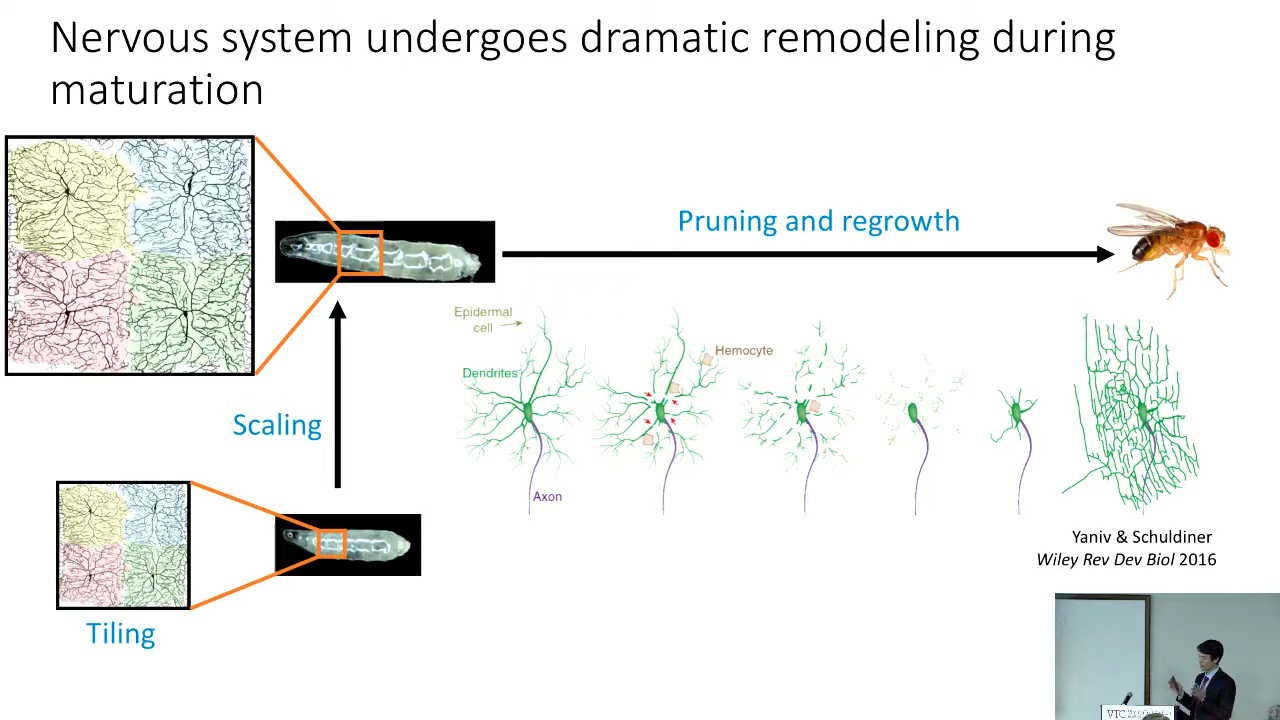 Nervous system undergoes dramatic remodeling during
maturation
Pruning and regrowth
Epidermal
cell
Hemocyte
Dendrites
Scaling
Axon
Yaniv & Schuldiner
Wiley Rev Dev Biol 2016
Tiling
VTC